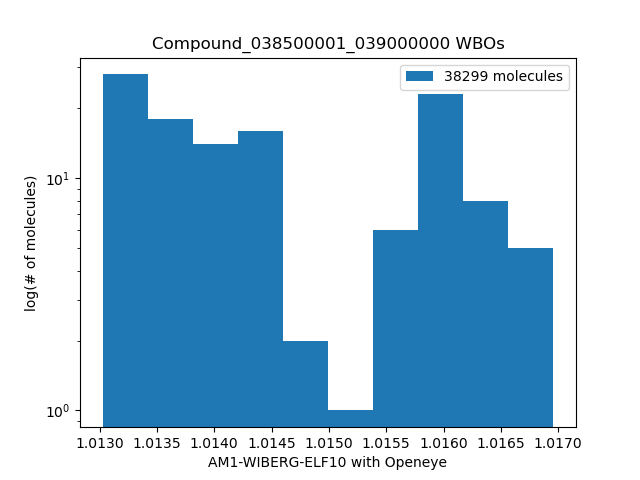 Compound_038500001_039000000 WBOs
38299 molecules
log(# of molecules)
10¹
10⁰
1.0130 1.0135 1.0140 1.0145 1.0150 1.0155 1.0160 1.0165 1.0170
AM1-WIBERG-ELF10 with Openeye